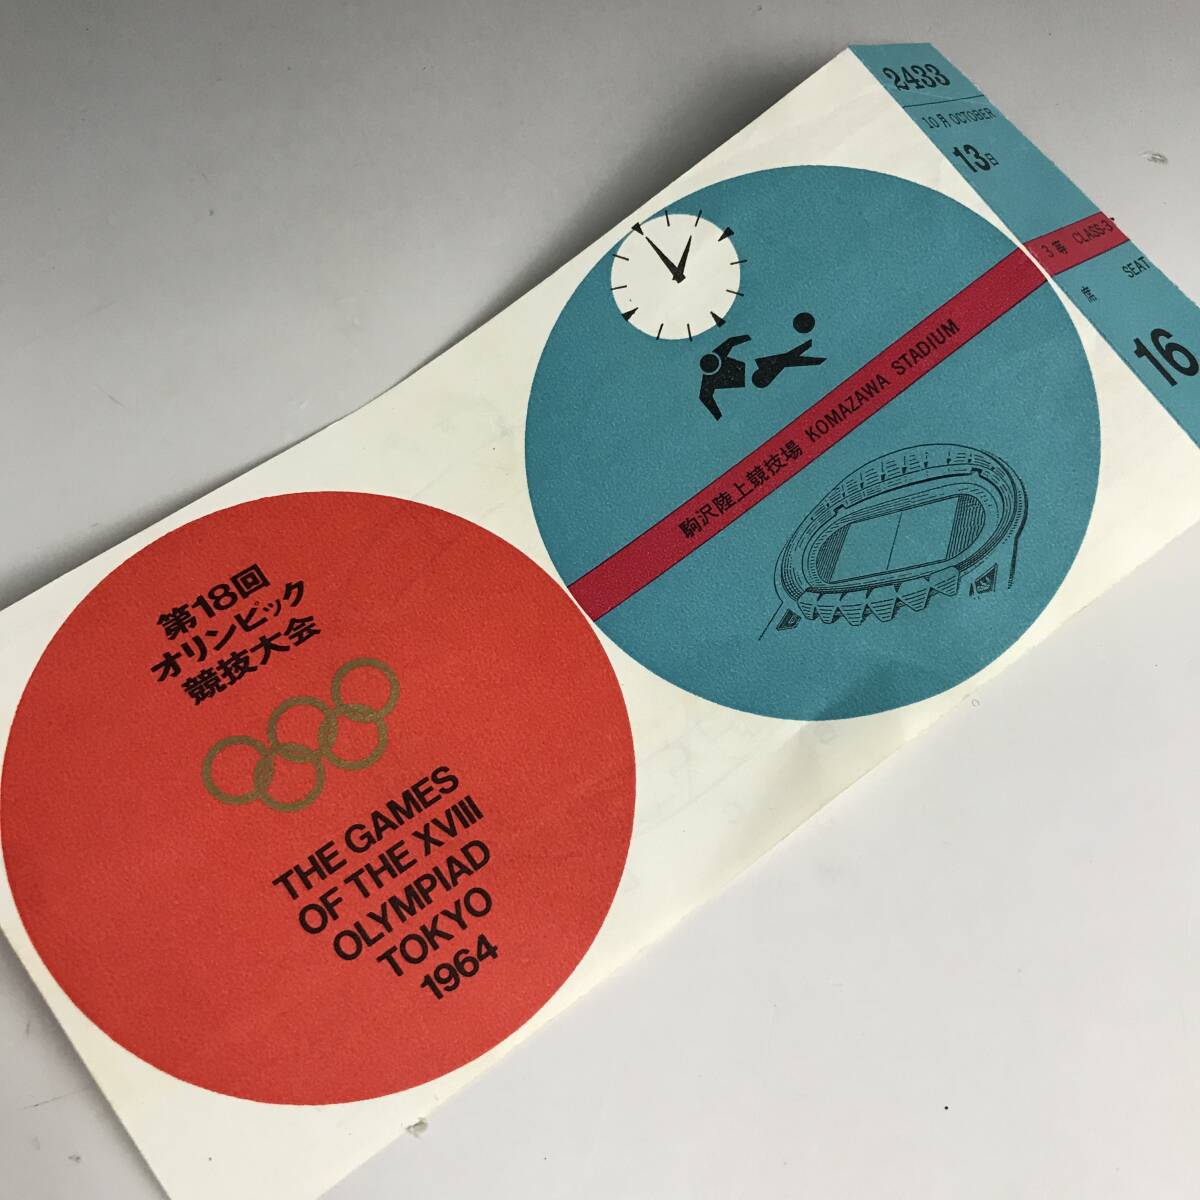 第18回
オリンピック
競技大会
THE GAMES
OF THE XVIII
OLYMPIAD
TOKYO
1964
駒沢陸上競技場 KOMAZAWA STADIUM
2433
10月 OCTOBER
13日
3等 CLASS-3
席 SEAT
16